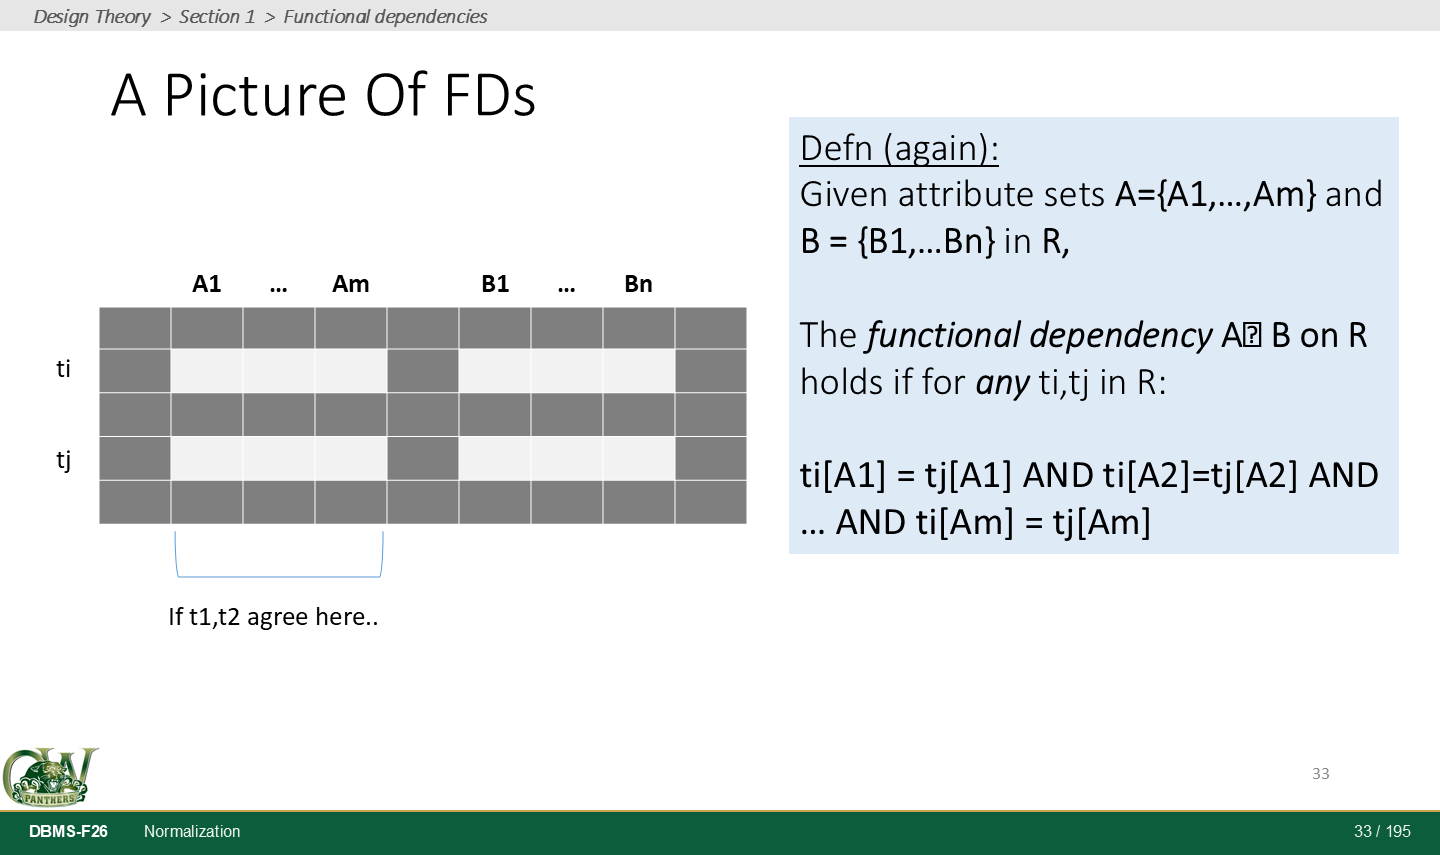 Design Theory > Section 1 > Functional dependencies
A Picture Of FDs
Defn (again):
Given attribute sets A={A1,…,Am} and
B = {B1,…Bn} in R,
The functional dependency A⍰ B on R
holds if for any ti,tj in R:
ti[A1] = tj[A1] AND ti[A2]=tj[A2] AND
… AND ti[Am] = tj[Am]
A1 … Am B1 … Bn
ti
tj
If t1,t2 agree here..
33
CW
PANTHERS
DBMS-F26 Normalization 33 / 195